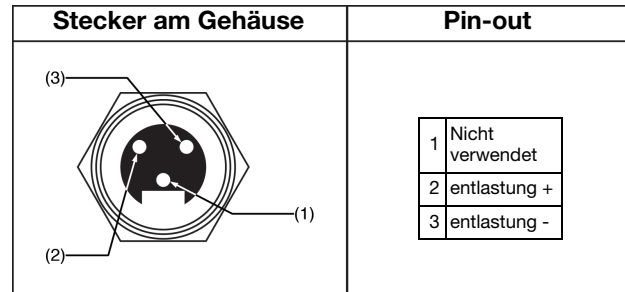 Stecker am Gehäuse
Pin-out
(3)
(1)
(2)
1 Nicht
verwendet
2 entlastung +
3 entlastung -